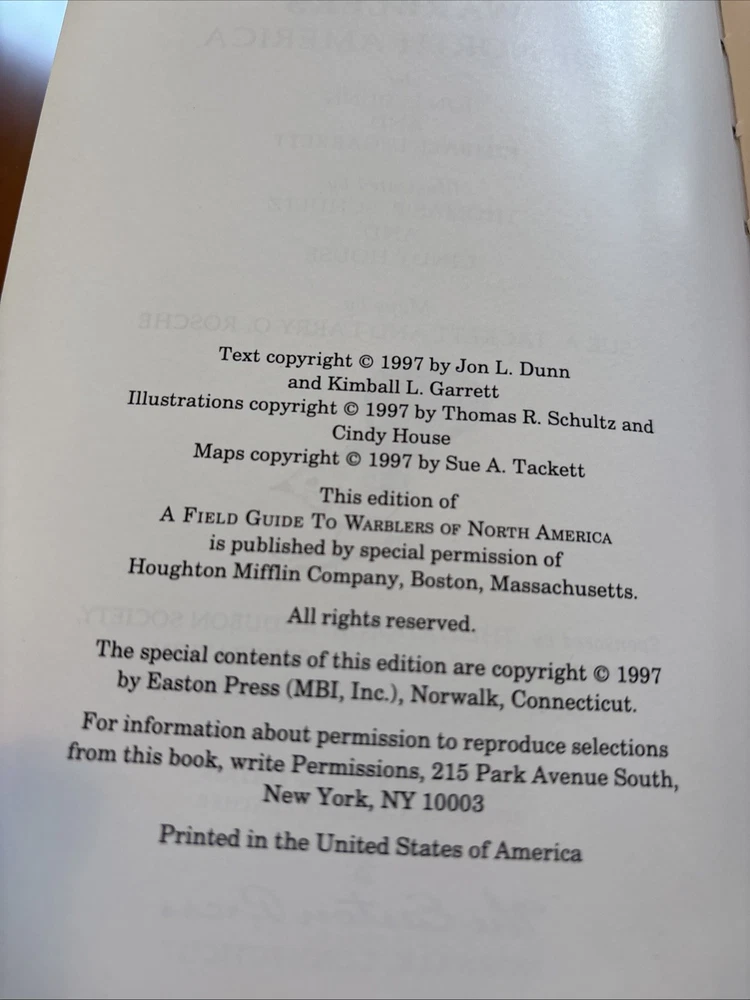 Text copyright © 1997 by Jon L. Dunn
and Kimball L. Garrett
Illustrations copyright © 1997 by Thomas R. Schultz and
Cindy House
Maps copyright © 1997 by Sue A. Tackett
This edition of
A FIELD GUIDE TO WARBLERS OF NORTH AMERICA
is published by special permission of
Houghton Mifflin Company, Boston, Massachusetts.
All rights reserved.
The special contents of this edition are copyright © 1997
by Easton Press (MBI, Inc.), Norwalk, Connecticut.
For information about permission to reproduce selections
from this book, write Permissions, 215 Park Avenue South,
New York, NY 10003
Printed in the United States of America